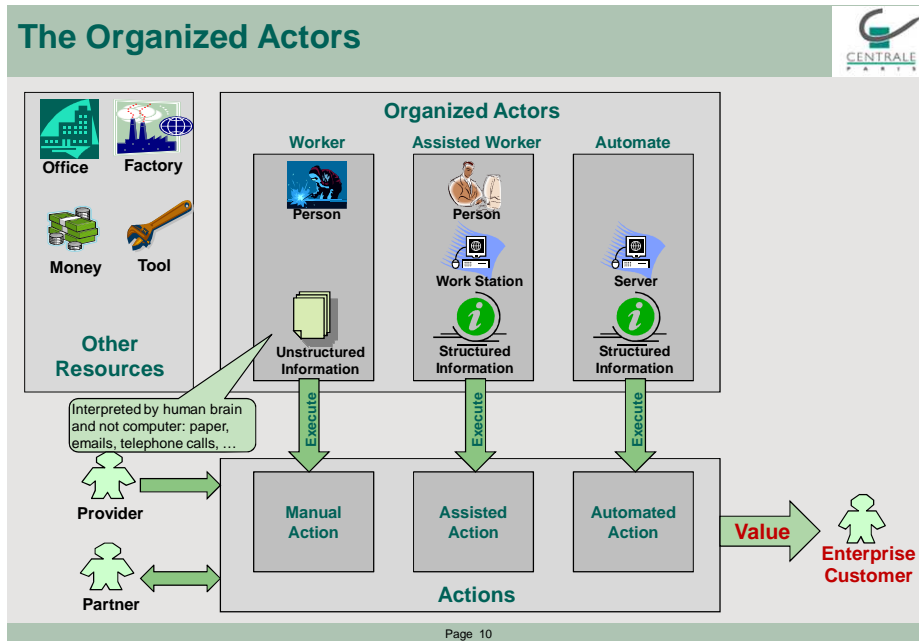 The Organized Actors
CENTRALE
PARIS
Organized Actors
Office
Factory
Money
Tool
Other
Resources
Worker
Person
Unstructured
Information
Assisted Worker
Person
Work Station
Structured
Information
Automate
Server
Structured
Information
Interpreted by human brain
and not computer: paper,
emails, telephone calls, …
Execute
Execute
Execute
Provider
Partner
Manual
Action
Assisted
Action
Automated
Action
Actions
Value
Enterprise
Customer
Page 10